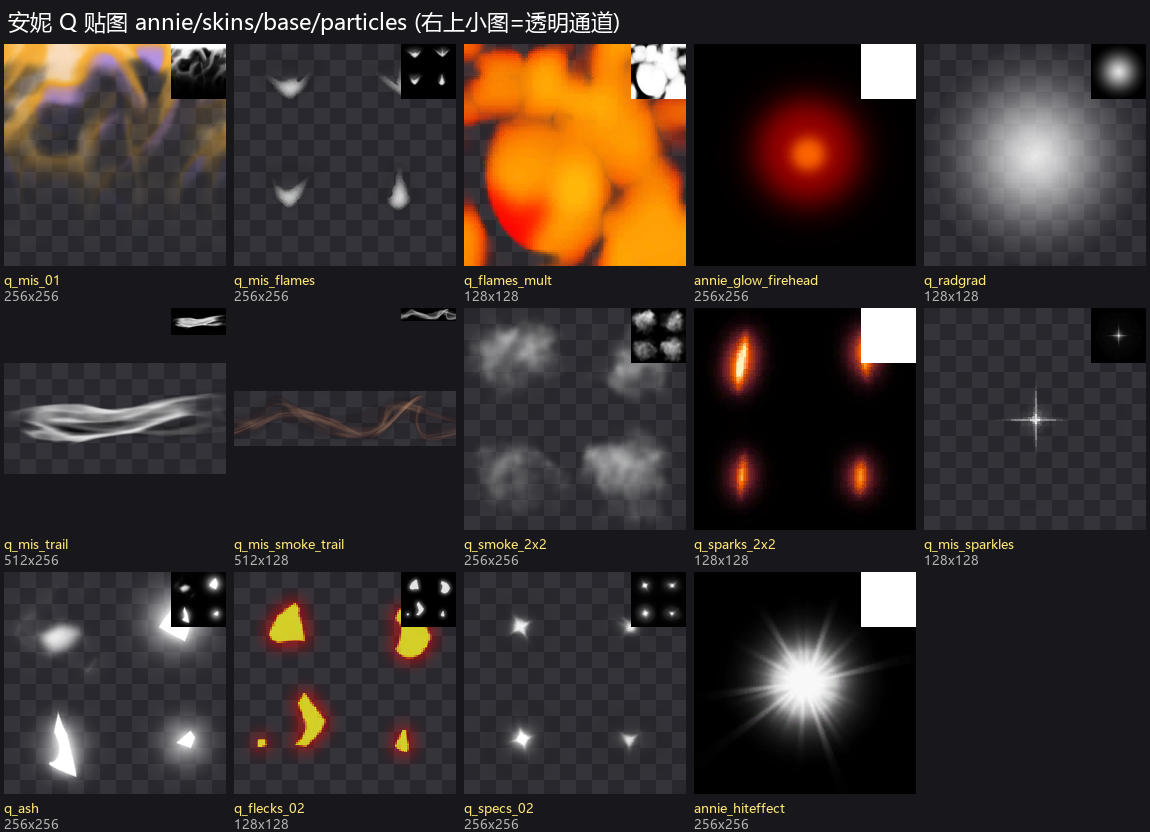 安妮 Q 贴图 annie/skins/base/particles (右上小图=透明通道)
q_mis_01
256x256
q_mis_flames
256x256
q_flames_mult
128x128
annie_glow_firehead
256x256
q_radgrad
128x128
q_mis_trail
512x256
q_mis_smoke_trail
512x128
q_smoke_2x2
256x256
q_sparks_2x2
128x128
q_mis_sparkles
128x128
q_ash
256x256
q_flecks_02
128x128
q_specs_02
256x256
annie_hiteffect
256x256